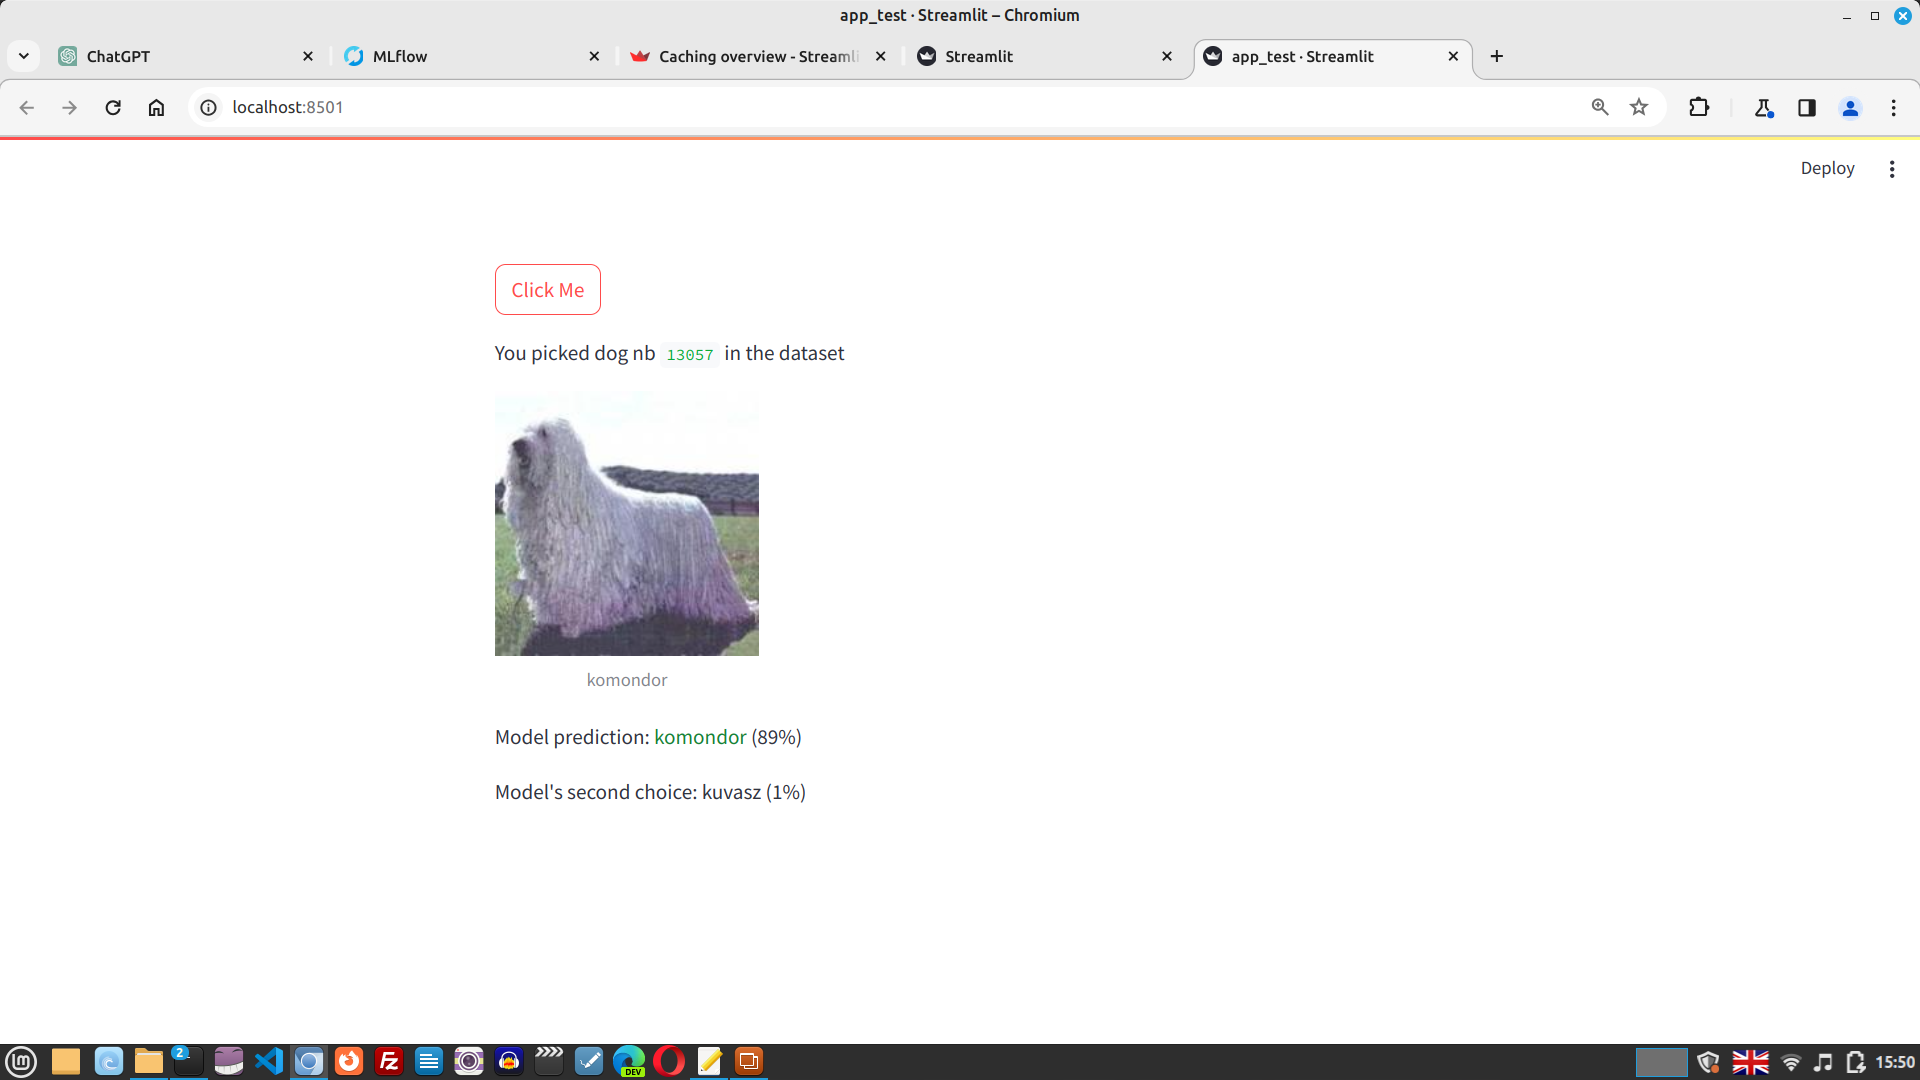 app_test · Streamlit – Chromium
ChatGPT
MLflow
Caching overview - Streamli
Streamlit
app_test · Streamlit
localhost:8501
Deploy
Click Me
You picked dog nb 13057 in the dataset
komondor
Model prediction: komondor (89%)
Model's second choice: kuvasz (1%)
2
DEV
15:50